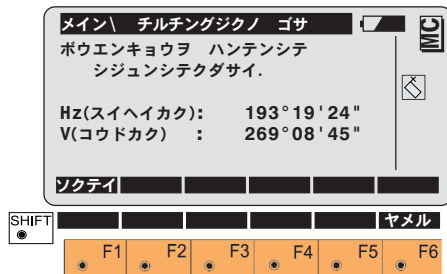 メイン\ チルチングジクノ ゴサ
MC
ボウエンキョウヲ ハンテンシテ
シジュンシテクダサイ.
Hz(スイヘイカク): 193°19'24"
V(コウドカク) : 269°08'45"
ソクテイ
SHIFT ヤメル
F1 F2 F3 F4 F5 F6